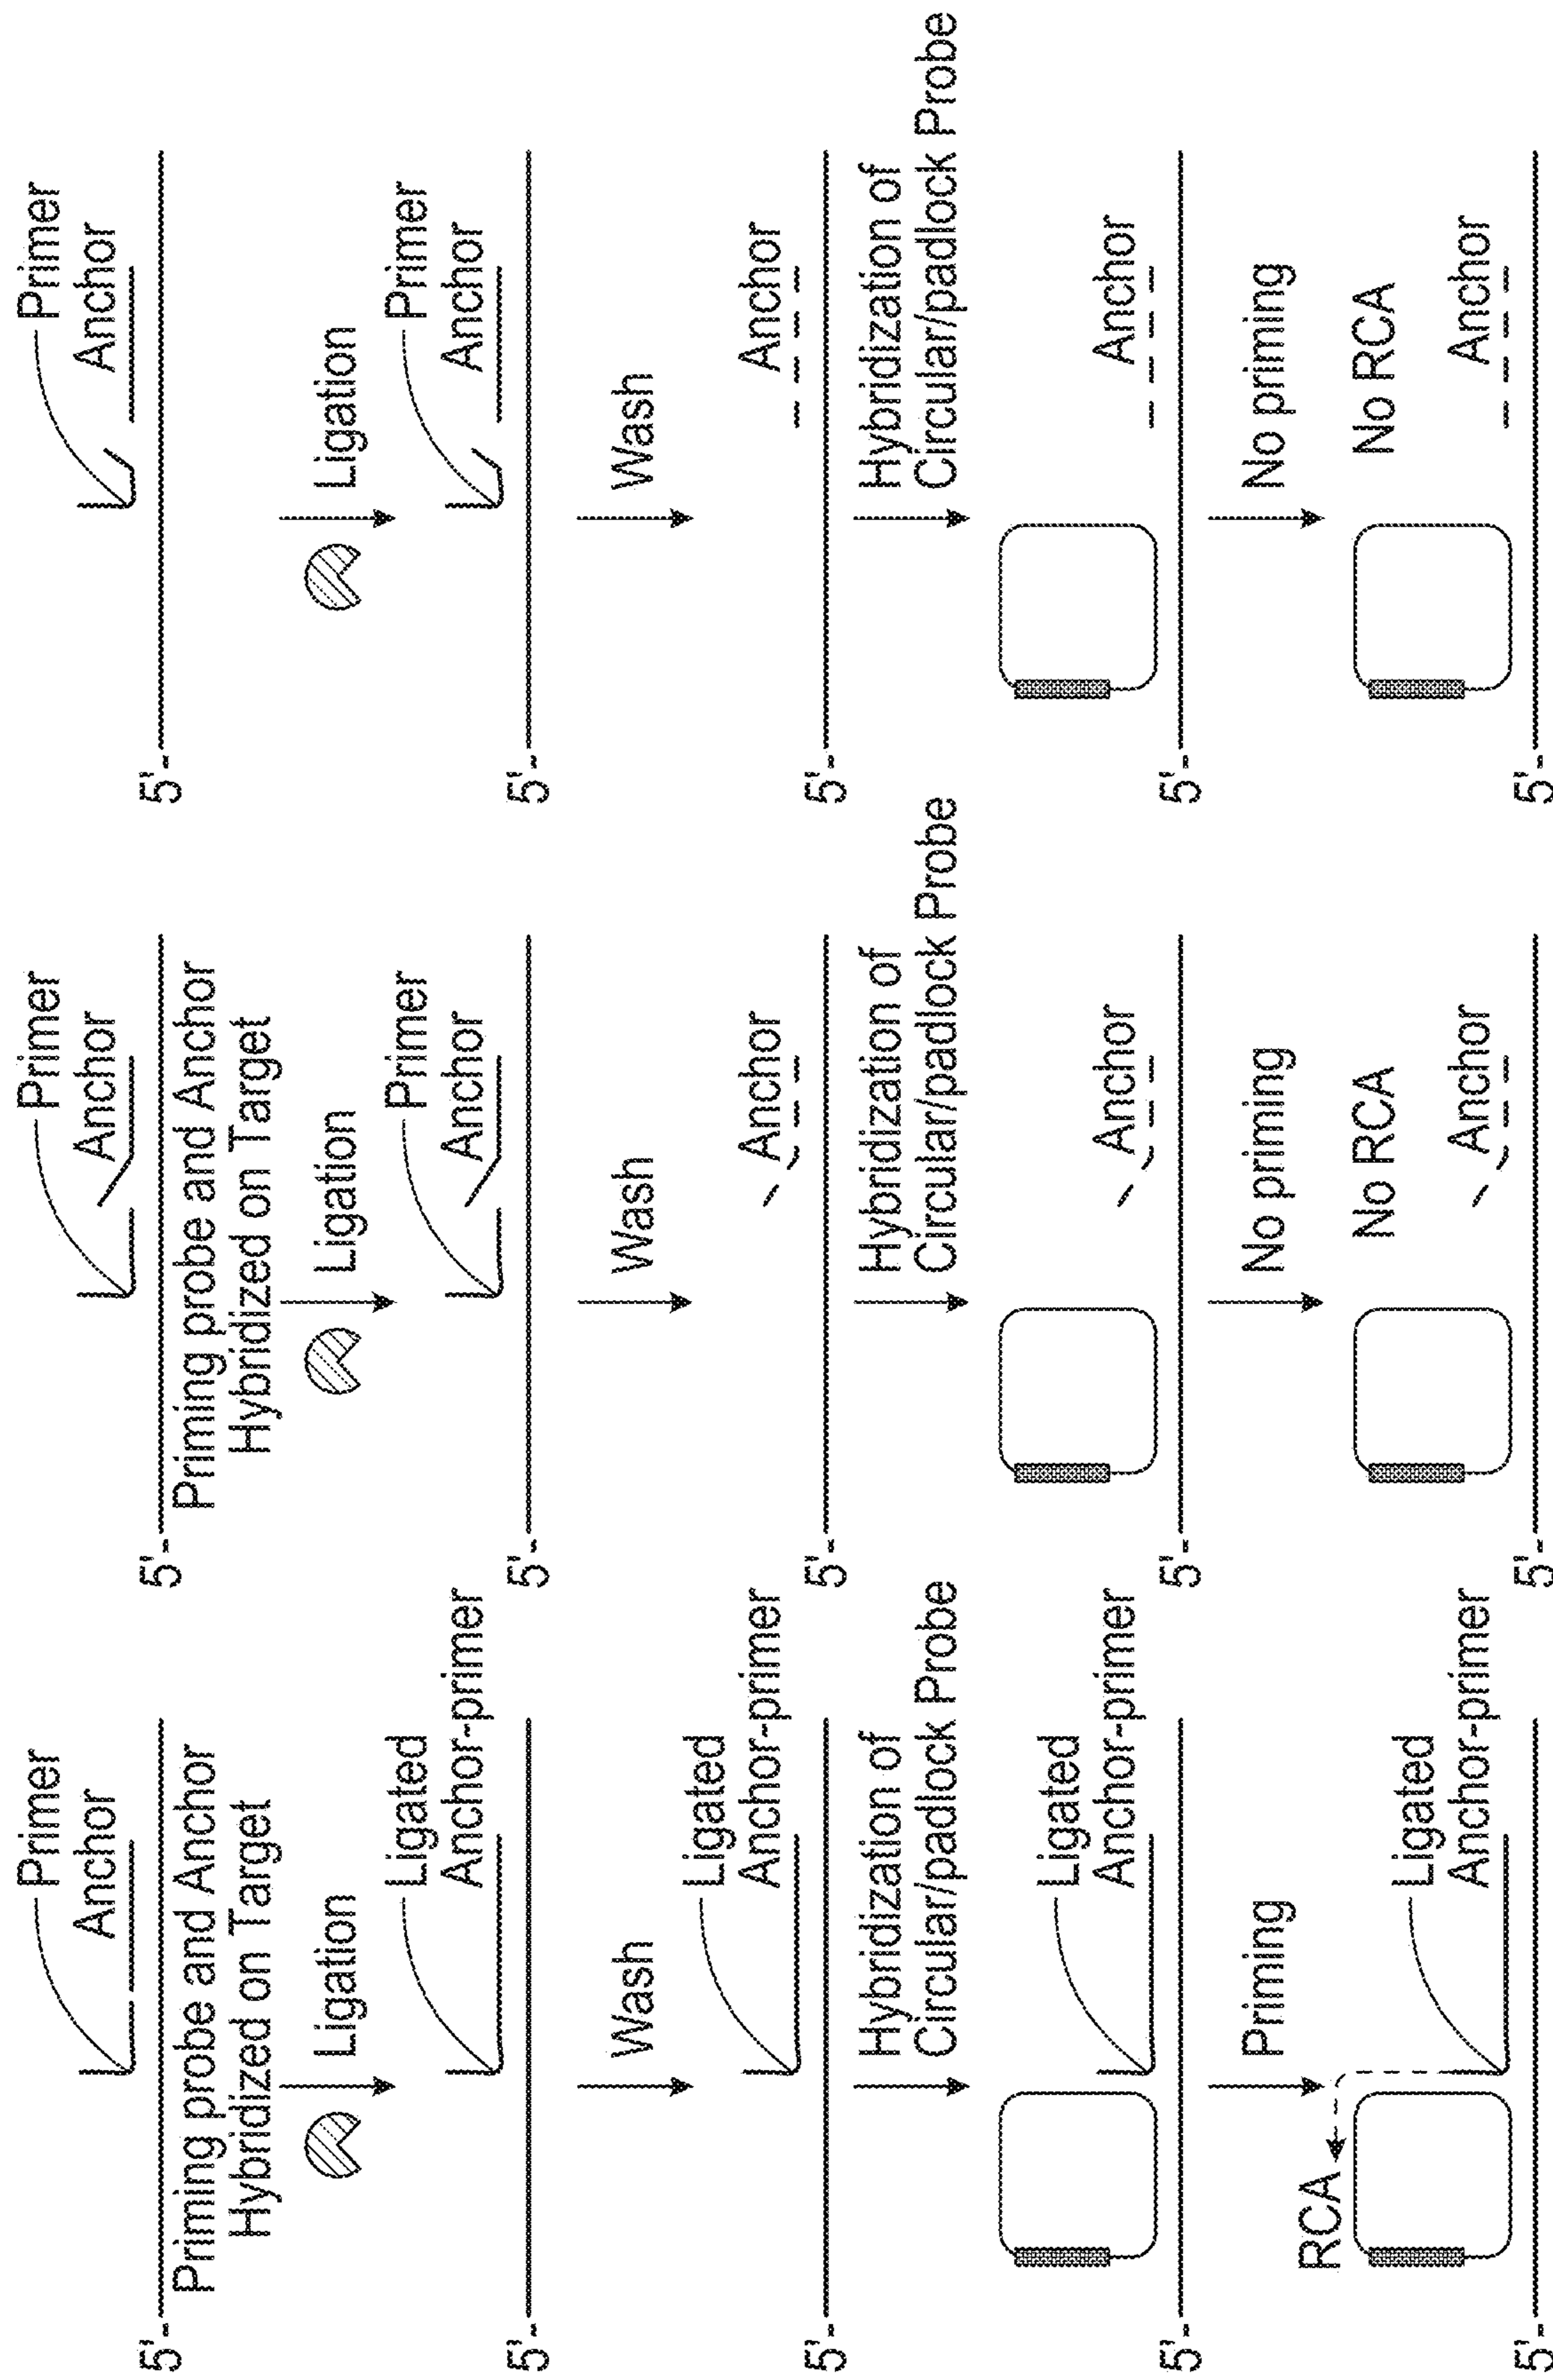 Primer
Anchor
5'-
Priming probe and Anchor
Hybridized on Target
Ligation
Ligated
Anchor-primer
5'-
Wash
Ligated
Anchor-primer
5'-
Hybridization of
Circular/padlock Probe
Ligated
Anchor-primer
5'-
Priming
RCA
Ligated
Anchor-primer
5'-
Primer
Anchor
5'-
Priming probe and Anchor
Hybridized on Target
Ligation
Primer
Anchor
5'-
Wash
Anchor
5'-
Hybridization of
Circular/padlock Probe
Anchor
5'-
No priming
No RCA
Anchor
5'-
Primer
Anchor
5'-
Ligation
Primer
Anchor
5'-
Wash
Anchor
5'-
Hybridization of
Circular/padlock Probe
Anchor
5'-
No priming
No RCA
Anchor
5'-